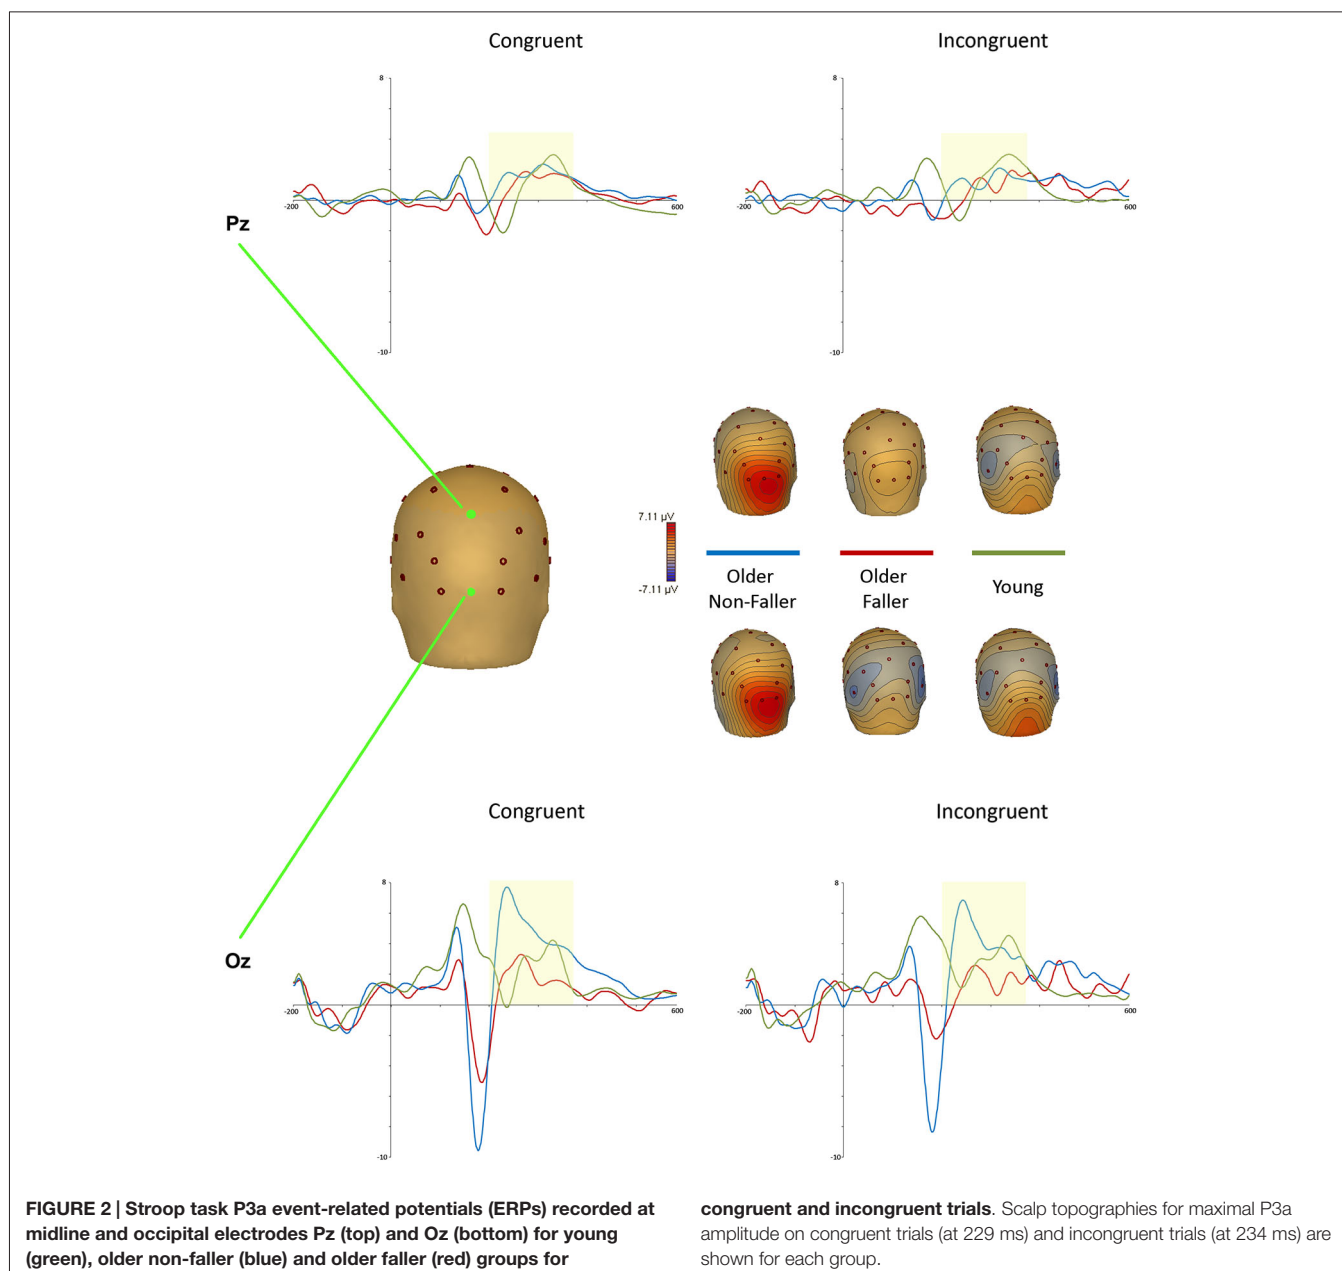 Congruent
Incongruent
8
-200
600
-10
8
-200
600
-10
Pz
7.11 µV
-7.11 µV
Older
Non-Faller
Older
Faller
Young
Oz
Congruent
Incongruent
8
-200
600
-10
8
-200
600
-10
FIGURE 2 | Stroop task P3a event-related potentials (ERPs) recorded at
midline and occipital electrodes Pz (top) and Oz (bottom) for young
(green), older non-faller (blue) and older faller (red) groups for
congruent and incongruent trials. Scalp topographies for maximal P3a
amplitude on congruent trials (at 229 ms) and incongruent trials (at 234 ms) are
shown for each group.